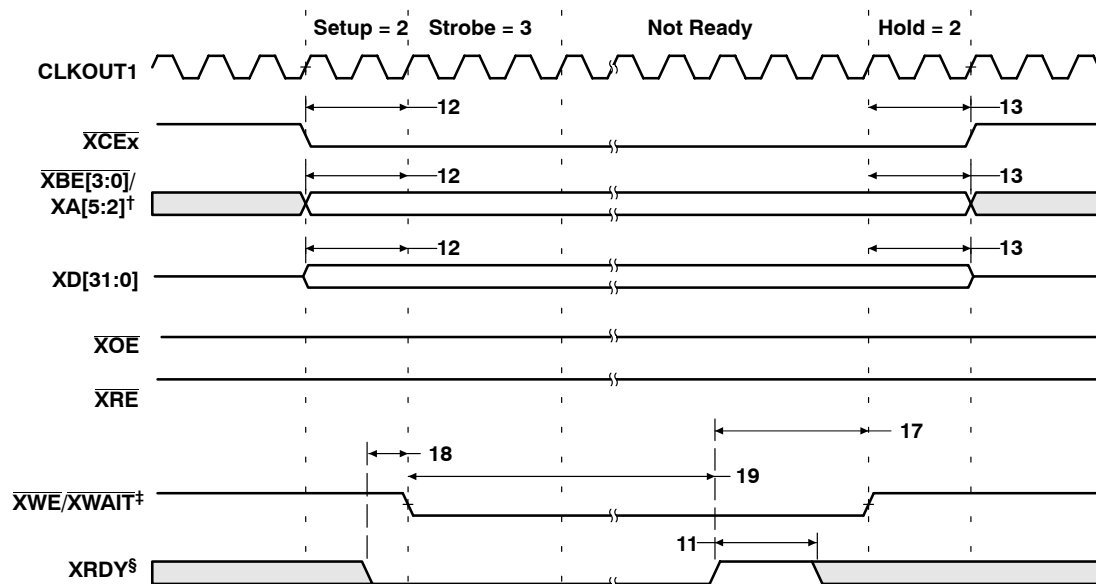 Setup = 2 Strobe = 3 Not Ready Hold = 2
CLKOUT1
12 13
XCEx
XBE[3:0]/
12 13
XA[5:2]†
12 13
XD[31:0]
XOE
XRE
17
18
19
XWE/XWAIT‡
11
XRDY§